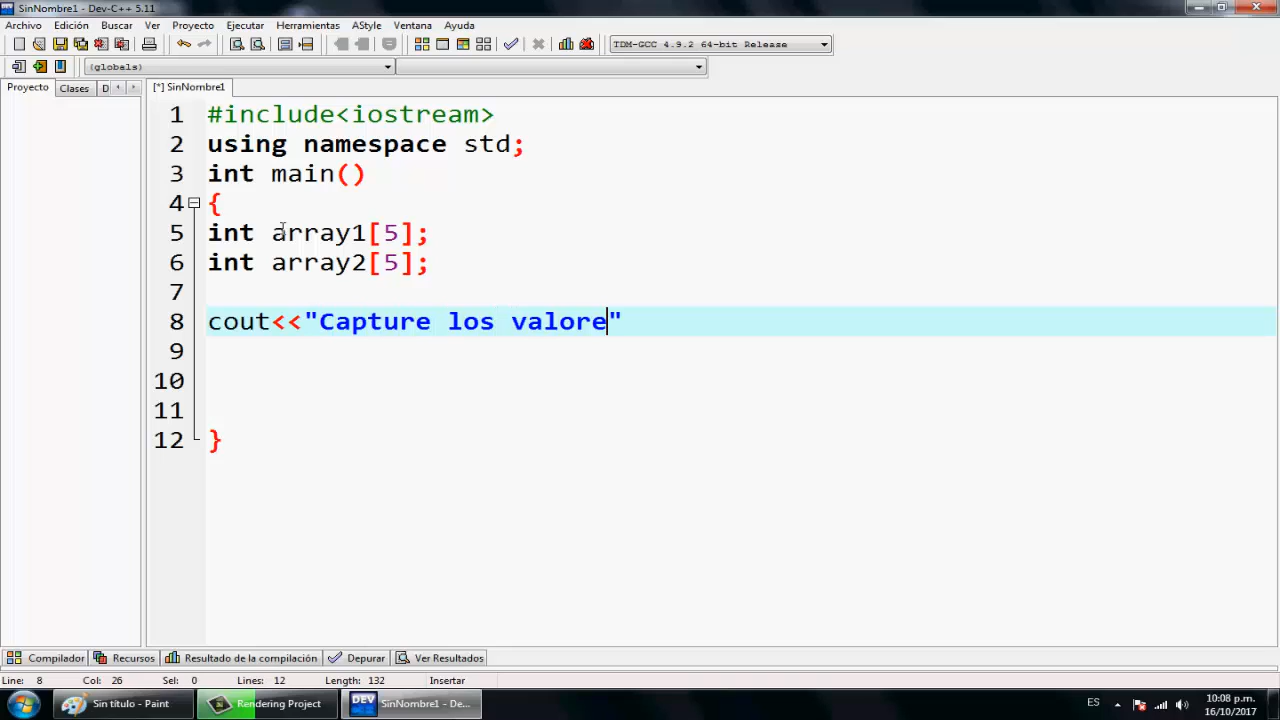 SinNombre1 - Dev-C++ 5.11
Archivo Edición Buscar Ver Proyecto Ejecutar Herramientas AStyle Ventana Ayuda
TDM-GCC 4.9.2 64-bit Release
(globals)
Proyecto Clases D [*] SinNombre1
1 #include<iostream>
2 using namespace std;
3 int main()
4 {
5 int array1[5];
6 int array2[5];
7
8 cout<<"Capture los valore"
9
10
11
12 }
Compilador Recursos Resultado de la compilación Depurar Ver Resultados
Line: 8 Col: 26 Sel: 0 Lines: 12 Length: 132 Insertar
Sin título - Paint Rendering Project DEV SinNombre1 - De... ES 10:08 p.m.
16/10/2017